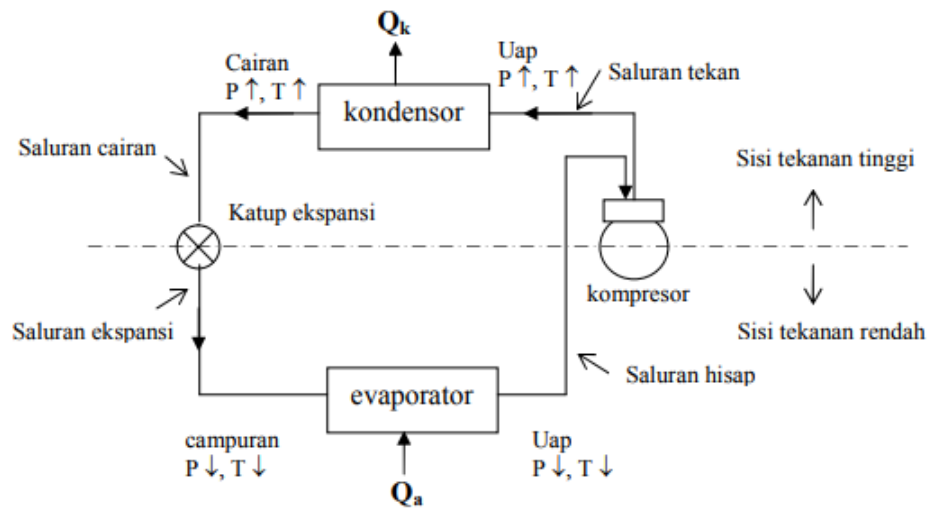 Qk
Cairan
P ↑, T ↑
Uap
P ↑, T ↑
Saluran tekan
kondensor
Saluran cairan
Sisi tekanan tinggi
Katup ekspansi
kompresor
Saluran ekspansi
Sisi tekanan rendah
Saluran hisap
evaporator
campuran
P ↓, T ↓
Uap
P ↓, T ↓
Qa